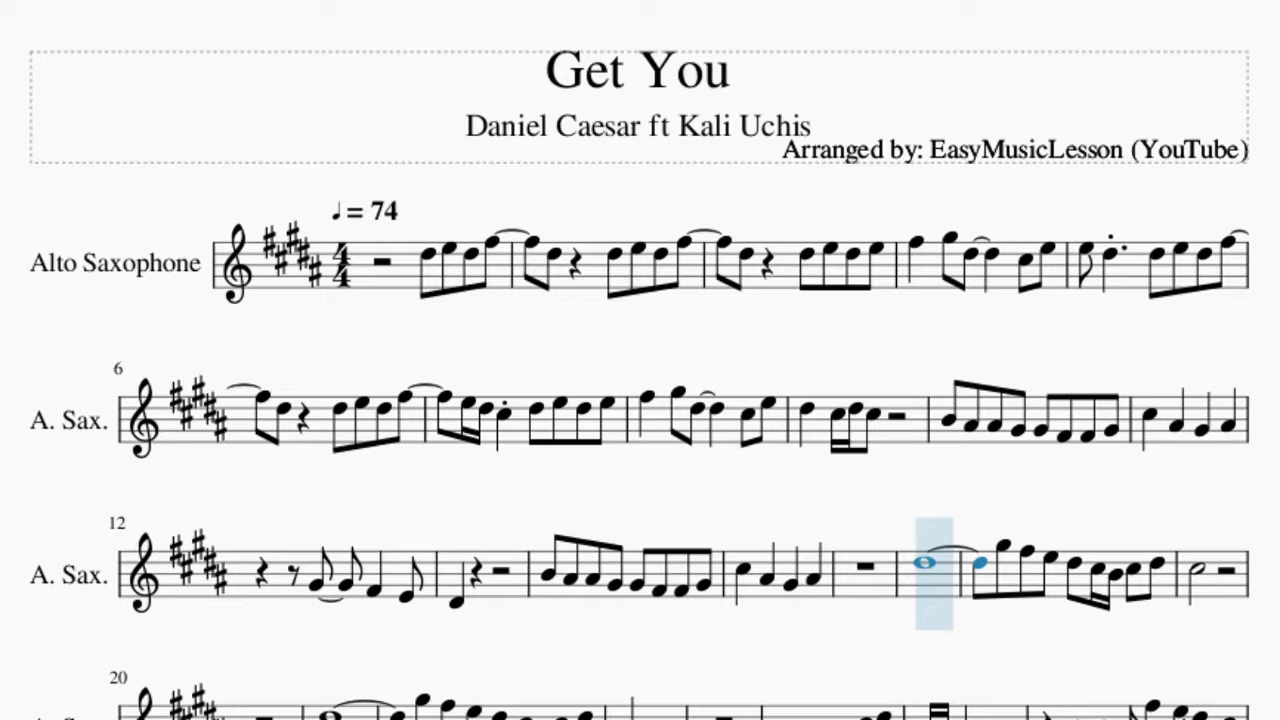 Get You
Daniel Caesar ft Kali Uchis
Arranged by: EasyMusicLesson (YouTube)
♩ = 74
Alto Saxophone
4
4
6
A. Sax.
12
A. Sax.
20